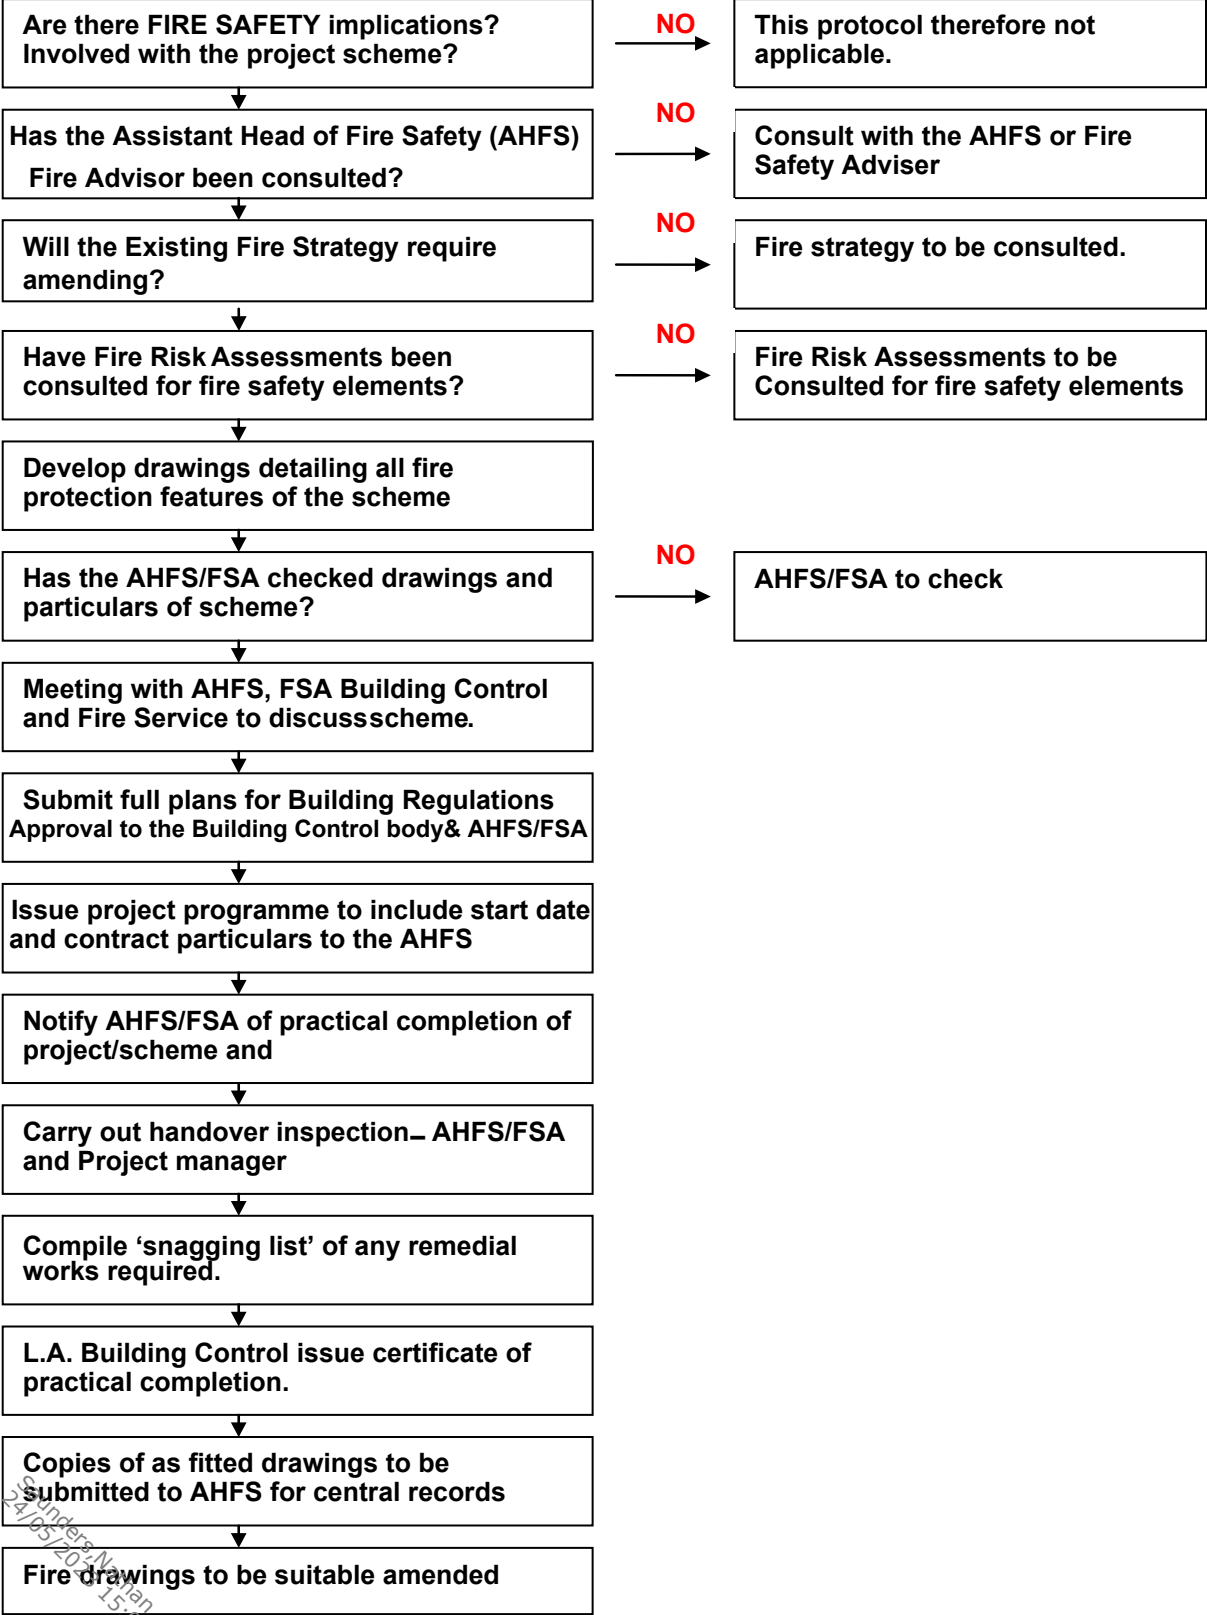 Are there FIRE SAFETY implications?
Involved with the project scheme?
NO
This protocol therefore not
applicable.
Has the Assistant Head of Fire Safety (AHFS)
Fire Advisor been consulted?
NO
Consult with the AHFS or Fire
Safety Adviser
Will the Existing Fire Strategy require
amending?
NO
Fire strategy to be consulted.
Have Fire Risk Assessments been
consulted for fire safety elements?
NO
Fire Risk Assessments to be
Consulted for fire safety elements
Develop drawings detailing all fire
protection features of the scheme
Has the AHFS/FSA checked drawings and
particulars of scheme?
NO
AHFS/FSA to check
Meeting with AHFS, FSA Building Control
and Fire Service to discussscheme.
Submit full plans for Building Regulations
Approval to the Building Control body& AHFS/FSA
Issue project programme to include start date
and contract particulars to the AHFS
Notify AHFS/FSA of practical completion of
project/scheme and
Carry out handover inspection– AHFS/FSA
and Project manager
Compile ‘snagging list’ of any remedial
works required.
L.A. Building Control issue certificate of
practical completion.
Copies of as fitted drawings to be
submitted to AHFS for central records
Fire drawings to be suitable amended
Saunders,Nathan
24/05/2023 15: